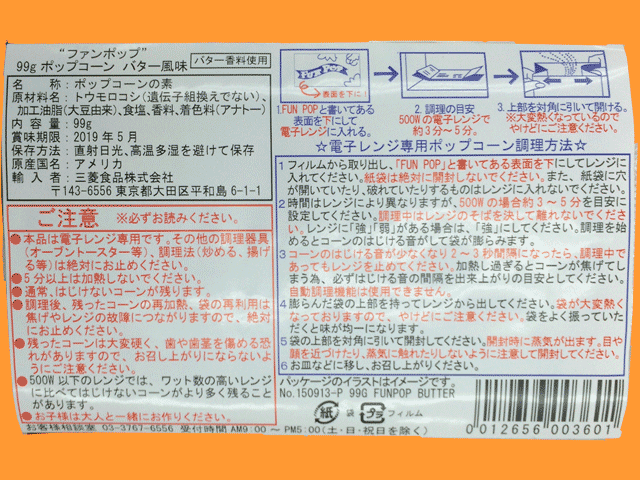 “ファンポップ”
99g ポップコーン バター風味
バター香料使用
名 称: ポップコーンの素
原材料名: トウモロコシ(遺伝子組換えでない)、
加工油脂(大豆由来)、食塩、香料、着色料(アナトー)
内 容 量: 99g
賞味期限: 2019 年 5 月
保存方法: 直射日光、高温多湿を避けて保存
原産国名: アメリカ
輸 入 者: 三菱食品株式会社
〒143-6556 東京都大田区平和島 6-1-1
ご注意 ※必ずお読みください。
●本品は電子レンジ専用です。その他の調理器具
(オーブントースター等)、調理法(炒める、揚げ
る等)は絶対にお止めください。
●5分以上は加熱しないでください。
●通常、はじけないコーンが残ります。
●調理後、残ったコーンの再加熱、袋の再利用は
焦げやレンジの故障につながりますので、絶対
にお止めください。
●残ったコーンは大変硬く、歯や歯茎を傷める恐
れがありますので、お召し上がりにならないよ
うにご注意ください。
●500W 以下のレンジでは、ワット数の高いレンジ
に比べてはじけないコーンがより多く残ること
があります。
●お子様は大人と一緒にお作りください。
お客様相談室 03-3767-6556 受付時間 AM9:00 ～ PM5:00(土・日・祝日を除く)
FUN POP
表面を下に!
1.FUN POPと書いてある
表面を下にして
電子レンジに入れる。
2. 調理の目安
500Wの電子レンジで
約3分～5分。
3.上部を対角に引いて開ける。
※大変熱くなっているので
やけどにご注意ください。
☆電子レンジ専用ポップコーン調理方法☆
1 フィルムから取り出し、「FUN POP」と書いてある表面を下にしてレンジに
入れてください。紙袋は絶対に開封しないでください。また、紙袋に穴
が開いていたり、破れていたりするものはレンジに入れないでください。
2 時間はレンジにより異なりますが、500W の場合約 3 ～ 5 分を目安に
設定してください。調理中はレンジのそばを決して離れないでくださ
い。レンジに「強」「弱」がある場合は、「強」にしてください。調理を始
めるとコーンのはじける音がして袋が膨らみます。
3 コーンのはじける音が少なくなり 2 ～ 3 秒間隔になったら、調理中で
あってもレンジを止めてください。加熱し過ぎるとコーンが焦げてしま
う為、必ずはじける音の間隔を出来上がりの目安としてください。
自動調理機能は使用できません。
4 膨らんだ袋の上部を持ってレンジから出してください。袋が大変熱く
なっておりますので、やけどにご注意ください。袋をよく振っていた
だくと味が均一になります。
5 袋の上部を対角に引いて開封してください。開封時に蒸気が出ます。目や
顔を近づけたり、蒸気に触れたりしないように注意して開封してください。
6 お皿などに移し、お召し上がりください。
パッケージのイラストはイメージです。
No.150913-P 99G FUNPOP BUTTER
紙 袋 プラ フィルム
0 012656 003601